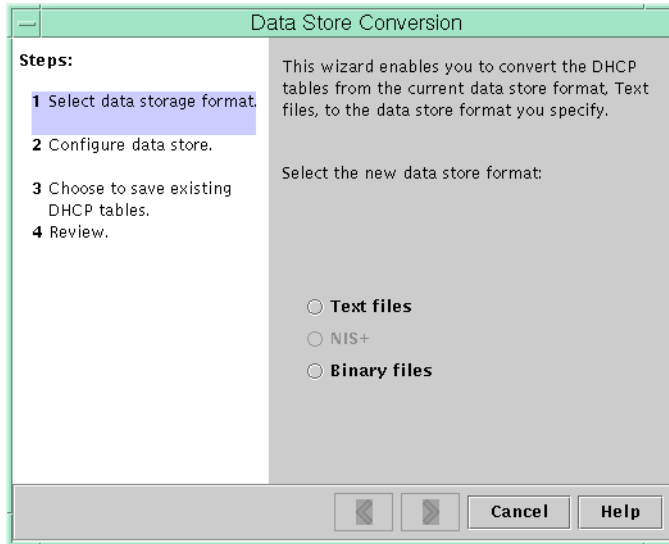 Data Store Conversion
Steps:
1 Select data storage format.
2 Configure data store.
3 Choose to save existing
DHCP tables.
4 Review.
This wizard enables you to convert the DHCP
tables from the current data store format, Text
files, to the data store format you specify.
Select the new data store format:
Text files
NIS+
Binary files
Cancel
Help